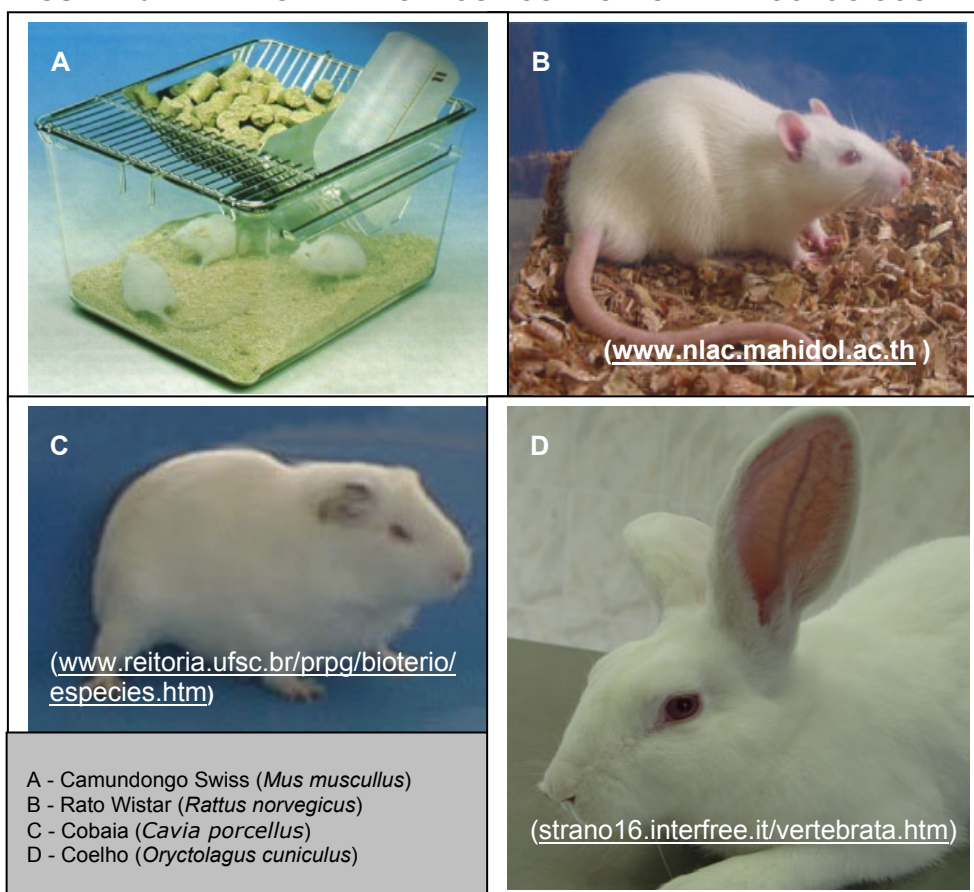 A
B
(www.nlac.mahidol.ac.th )
C
(www.reitoria.ufsc.br/prpg/bioterio/
especies.htm)
D
(strano16.interfree.it/vertebrata.htm)
A - Camundongo Swiss (Mus muscullus)
B - Rato Wistar (Rattus norvegicus)
C - Cobaia (Cavia porcellus)
D - Coelho (Oryctolagus cuniculus)